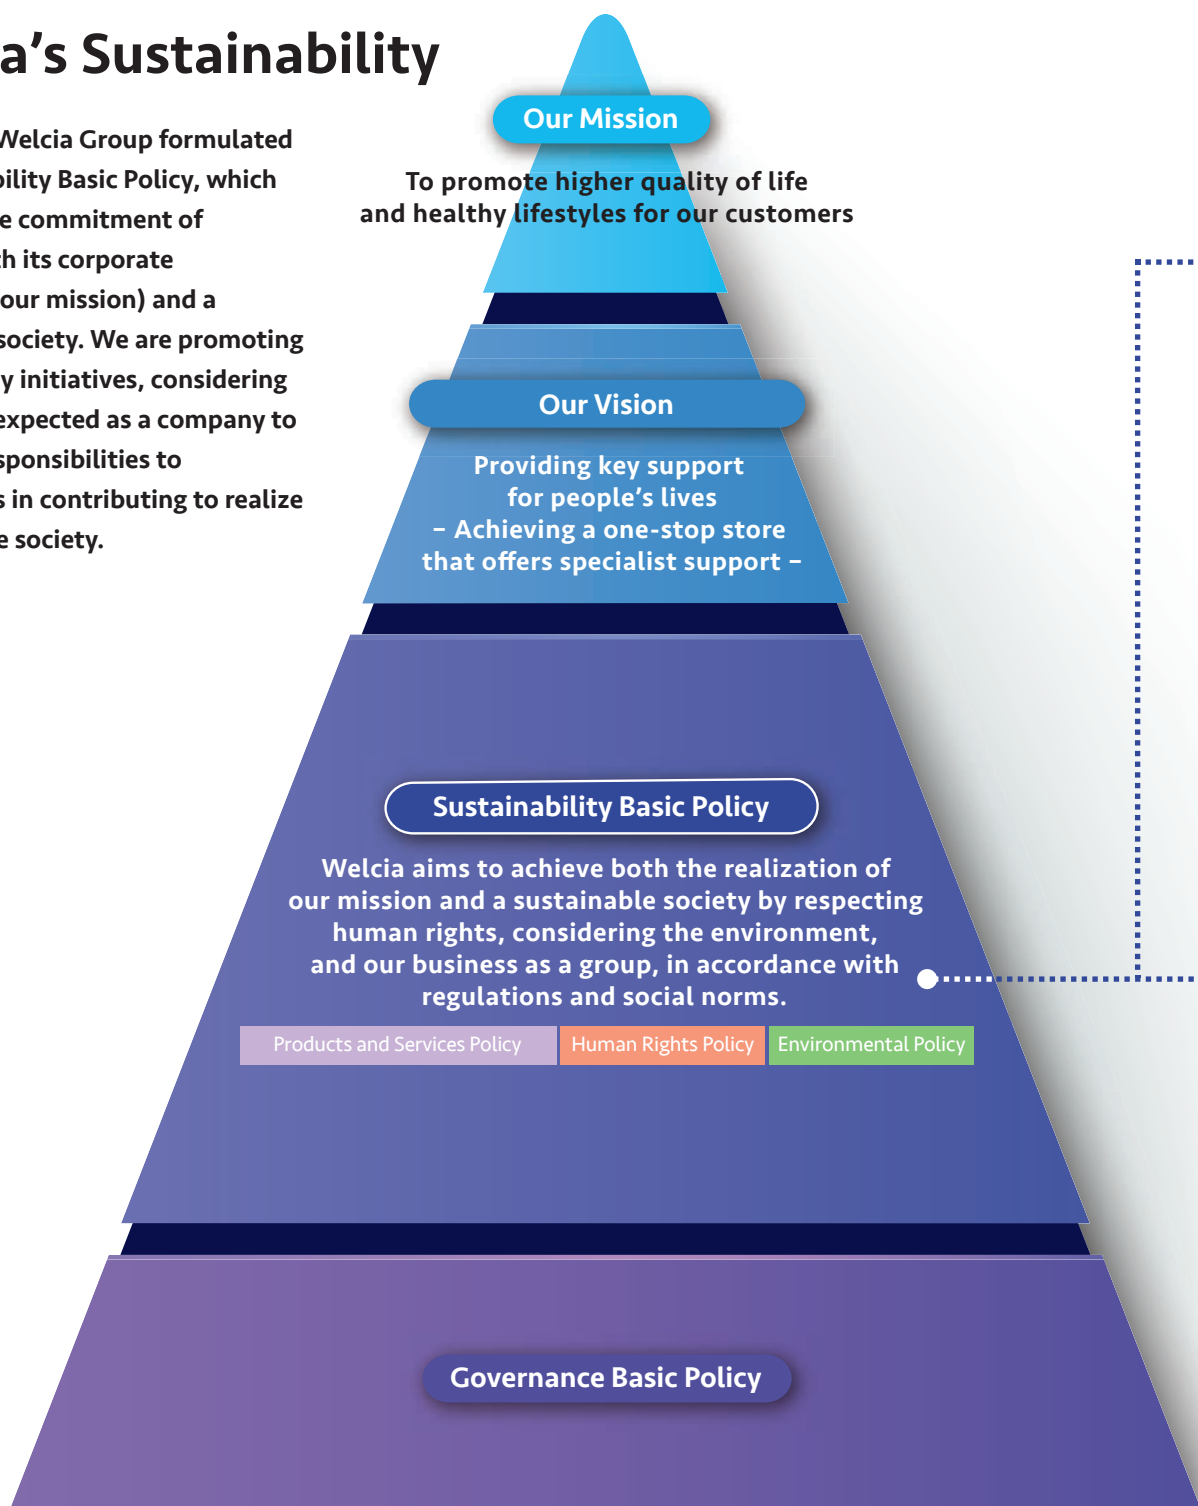 a’s Sustainability
Welcia Group formulated
bility Basic Policy, which
e commitment of
th its corporate
our mission) and a
society. We are promoting
y initiatives, considering
expected as a company to
sponsibilities to
s in contributing to realize
e society.
Our Mission
To promote higher quality of life
and healthy lifestyles for our customers
Our Vision
Providing key support
for people’s lives
– Achieving a one-stop store
that offers specialist support –
Sustainability Basic Policy
Welcia aims to achieve both the realization of
our mission and a sustainable society by respecting
human rights, considering the environment,
and our business as a group, in accordance with
regulations and social norms.
Products and Services Policy
Human Rights Policy
Environmental Policy
Governance Basic Policy